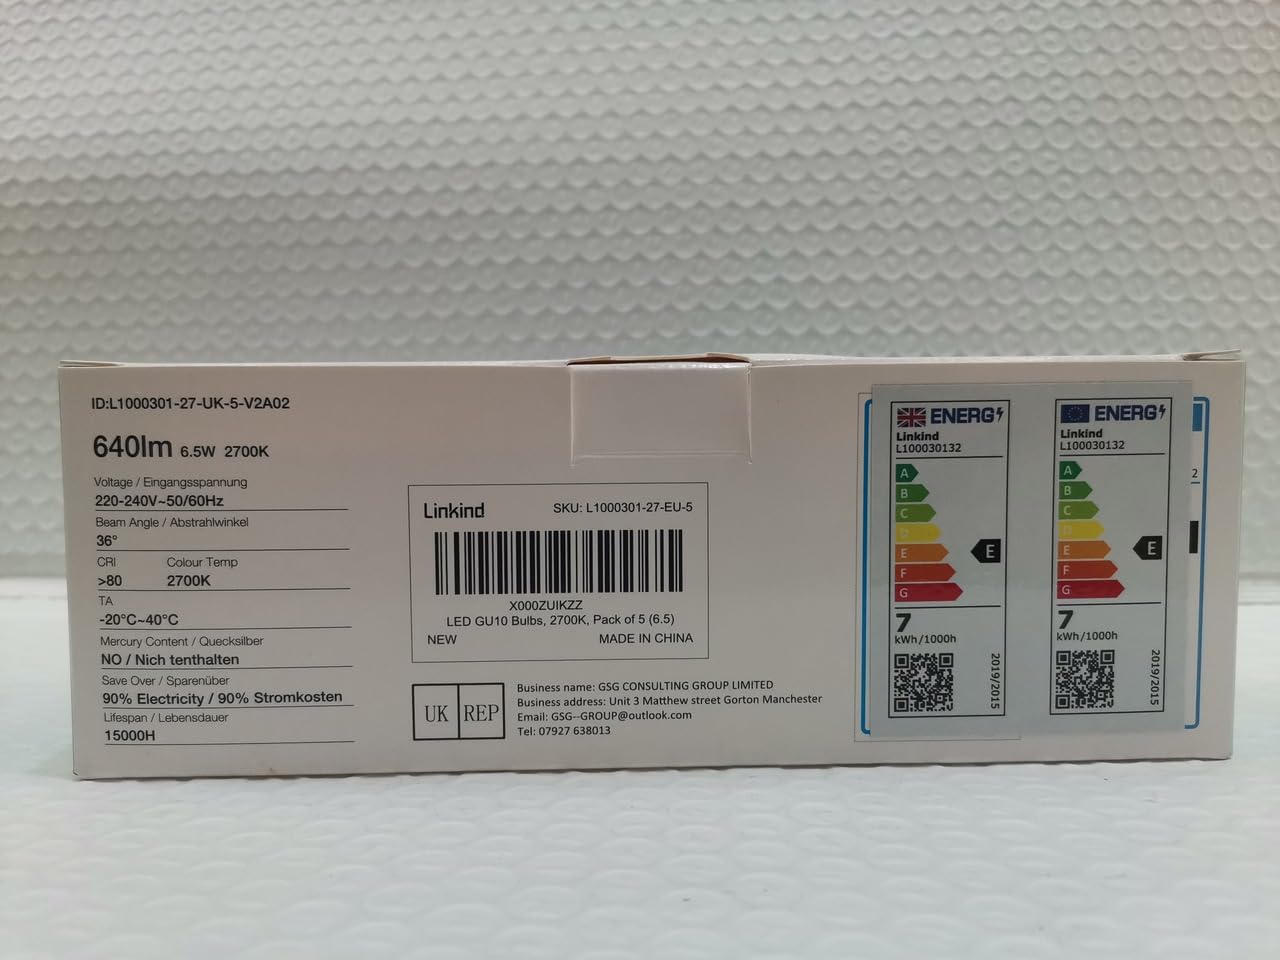 ID:L1000301-27-UK-5-V2A02
640lm 6.5W 2700K
Voltage / Eingangsspannung
220-240V~50/60Hz
Beam Angle / Abstrahlwinkel
36°
CRI Colour Temp
>80 2700K
TA
-20°C~40°C
Mercury Content / Quecksilber
NO / Nich tenthalten
Save Over / Sparenüber
90% Electricity / 90% Stromkosten
Lifespan / Lebensdauer
15000H
Linkind SKU: L1000301-27-EU-5
X000ZUIKZZ
LED GU10 Bulbs, 2700K, Pack of 5 (6.5)
NEW MADE IN CHINA
UK REP
Business name: GSG CONSULTING GROUP LIMITED
Business address: Unit 3 Matthew street Gorton Manchester
Email: GSG--GROUP@outlook.com
Tel: 07927 638013
ENERG
Linkind
L100030132
A
B
C
D
E
F
G
E
7
kWh/1000h
2019/2015
ENERG
Linkind
L100030132
A
B
C
D
E
F
G
E
7
kWh/1000h
2019/2015
2